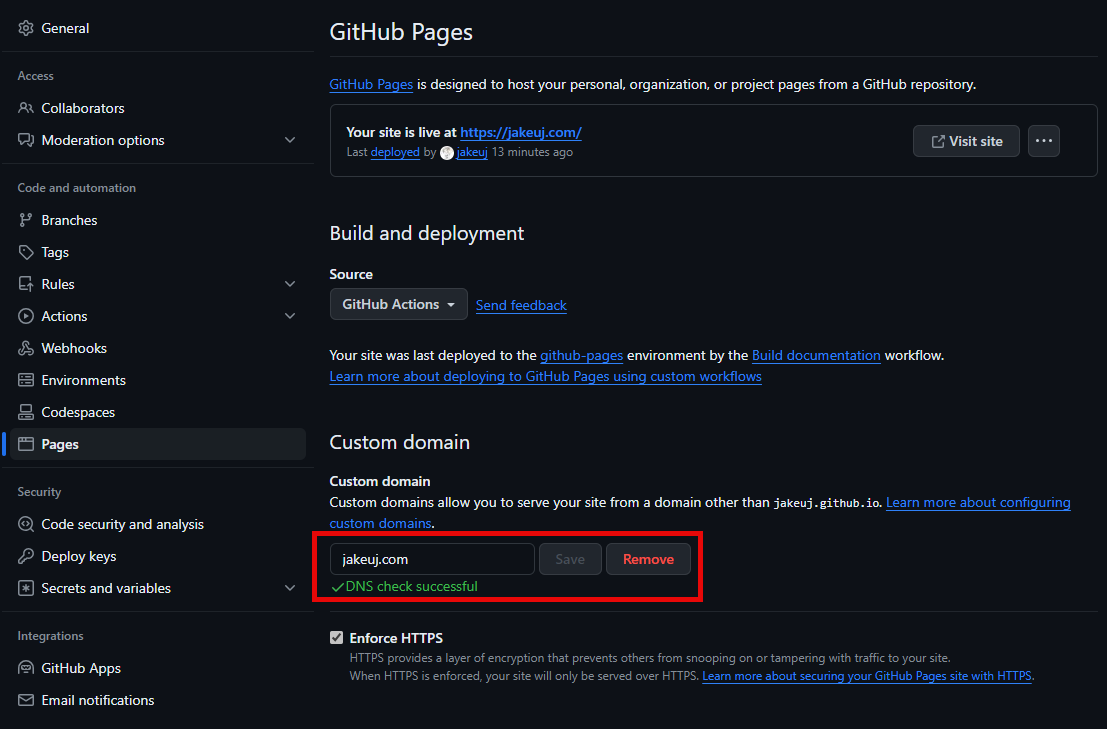 General
Access
Collaborators
Moderation options
Code and automation
Branches
Tags
Rules
Actions
Webhooks
Environments
Codespaces
Pages
Security
Code security and analysis
Deploy keys
Secrets and variables
Integrations
GitHub Apps
Email notifications
GitHub Pages
GitHub Pages is designed to host your personal, organization, or project pages from a GitHub repository.
Your site is live at https://jakeuj.com/
Last deployed by jakeuj 13 minutes ago
Visit site
Build and deployment
Source
GitHub Actions
Send feedback
Your site was last deployed to the github-pages environment by the Build documentation workflow.
Learn more about deploying to GitHub Pages using custom workflows
Custom domain
Custom domain
Custom domains allow you to serve your site from a domain other than jakeuj.github.io. Learn more about configuring
custom domains.
jakeuj.com
Save
Remove
DNS check successful
Enforce HTTPS
HTTPS provides a layer of encryption that prevents others from snooping on or tampering with traffic to your site.
When HTTPS is enforced, your site will only be served over HTTPS. Learn more about securing your GitHub Pages site with HTTPS.